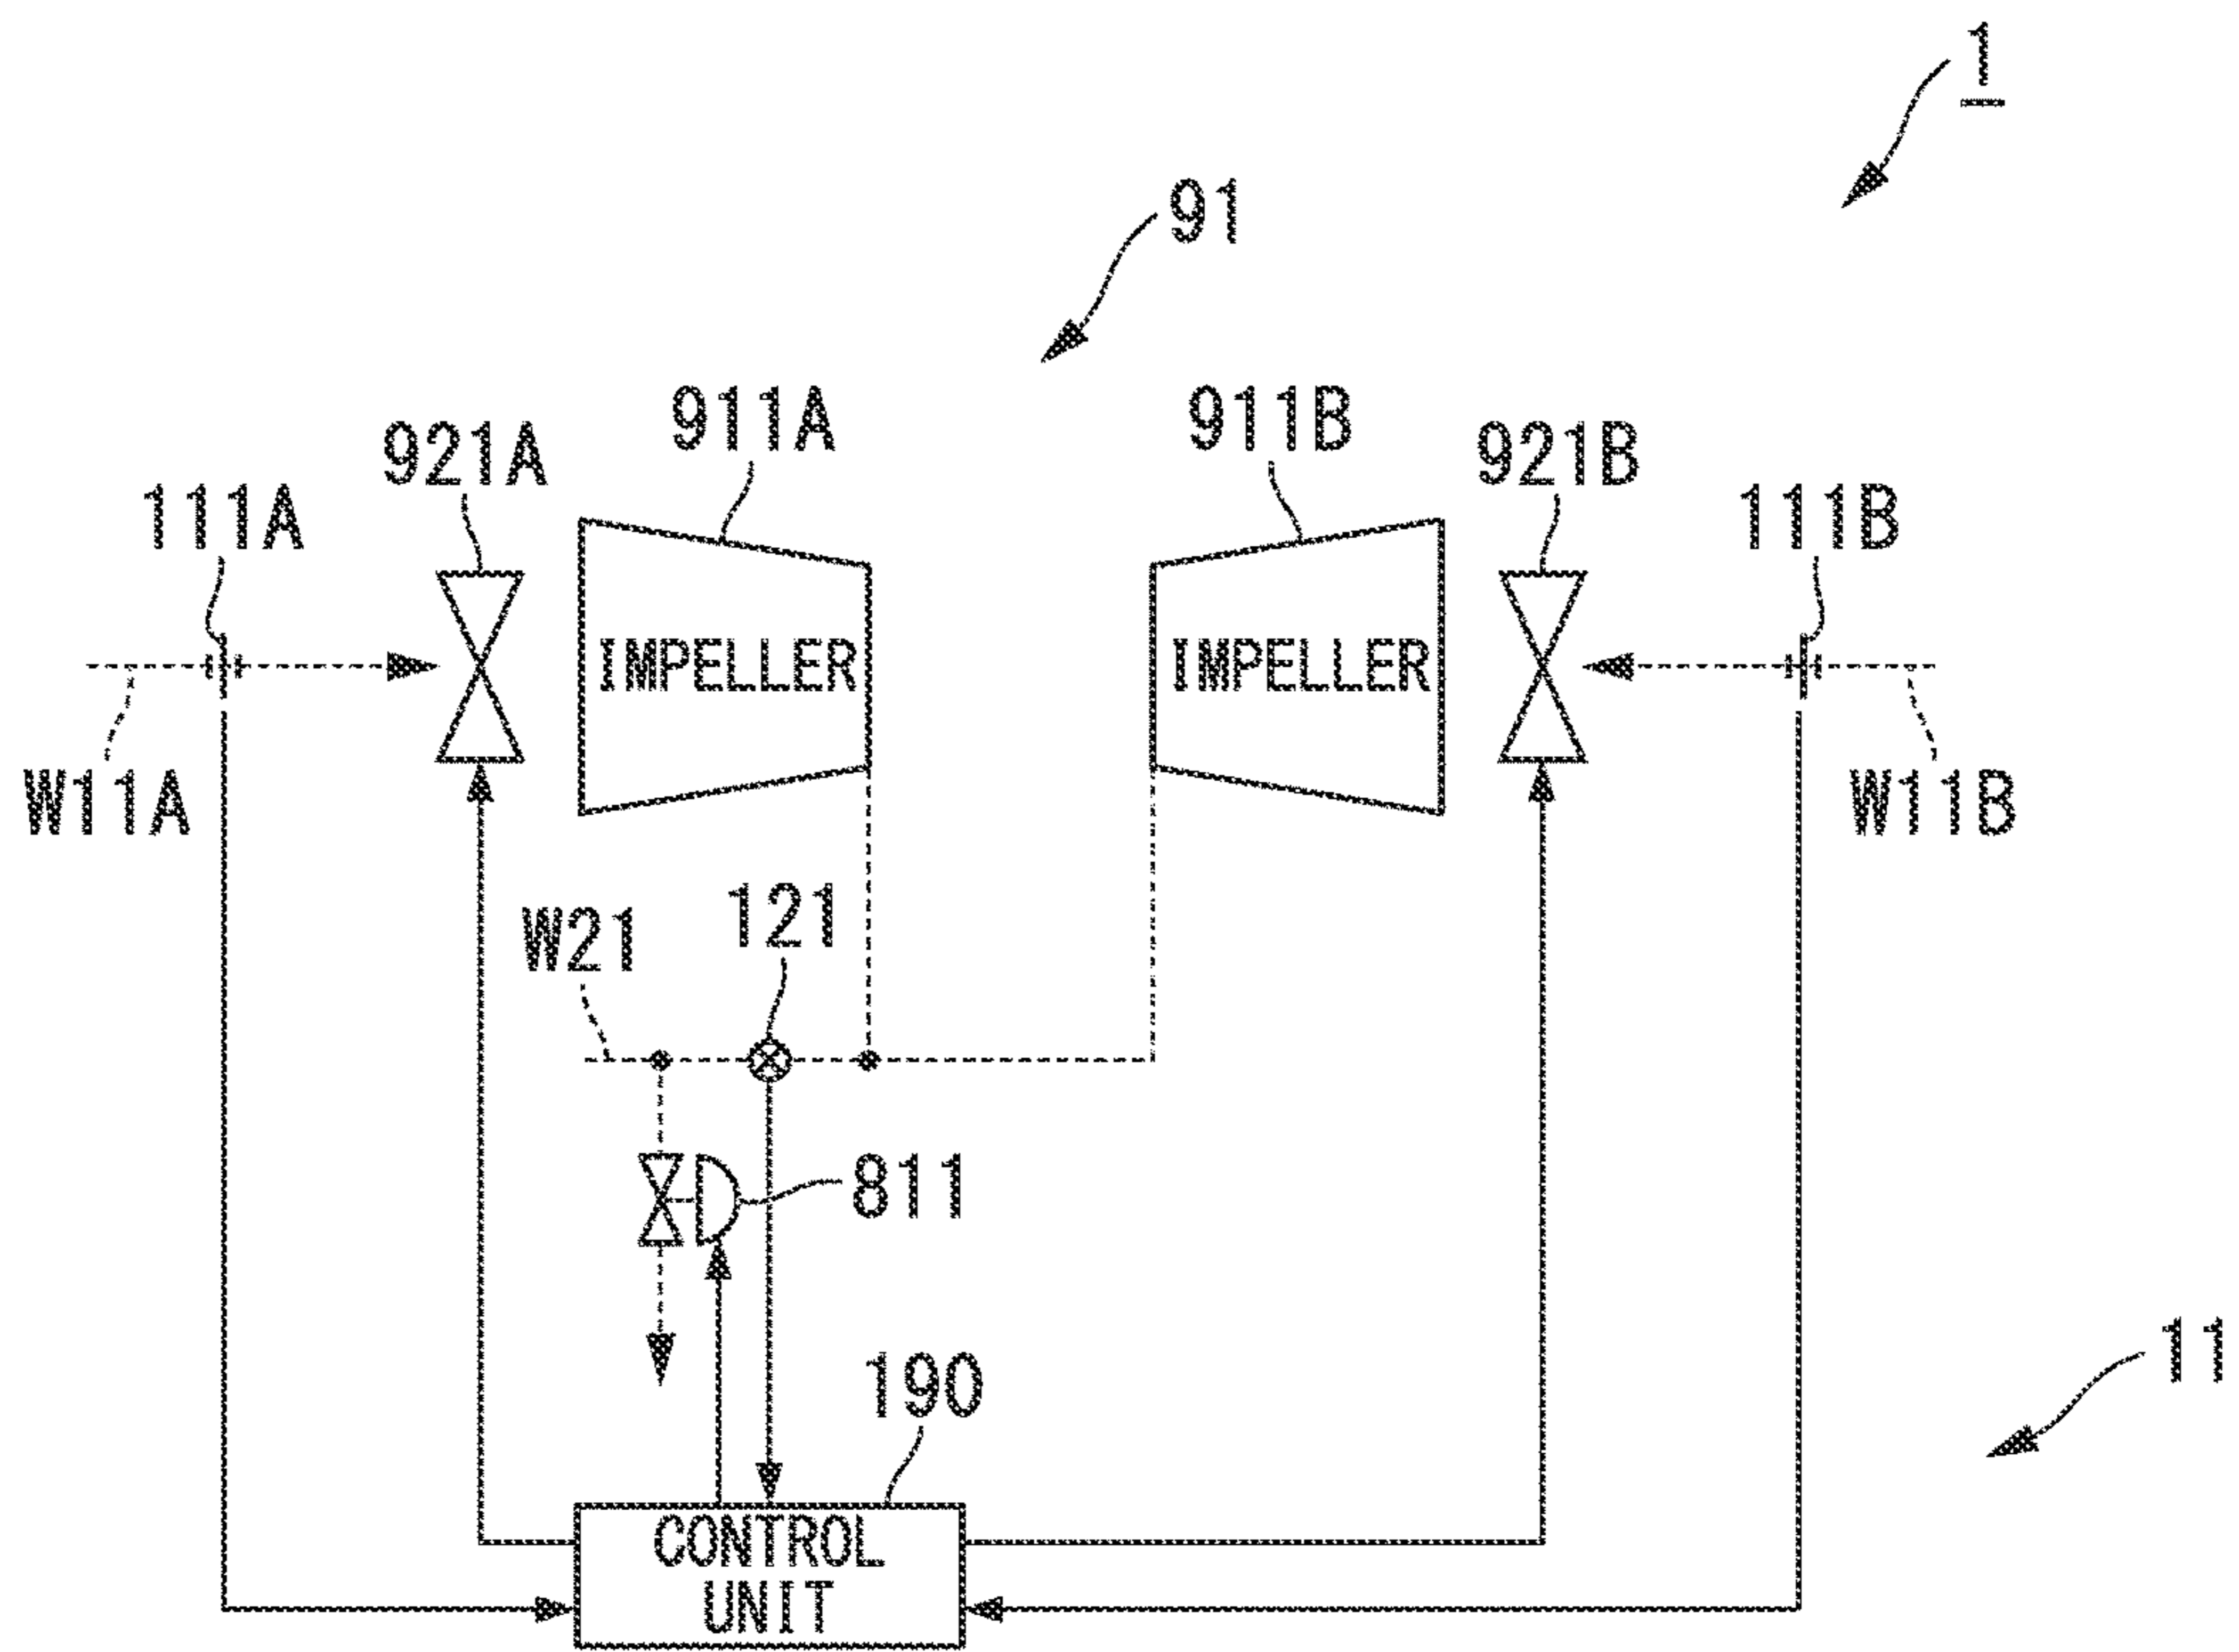 1
91
911A
911B
921A
921B
111A
111B
IMPELLER
IMPELLER
W11A
W11B
121
W21
811
11
190
CONTROL
UNIT